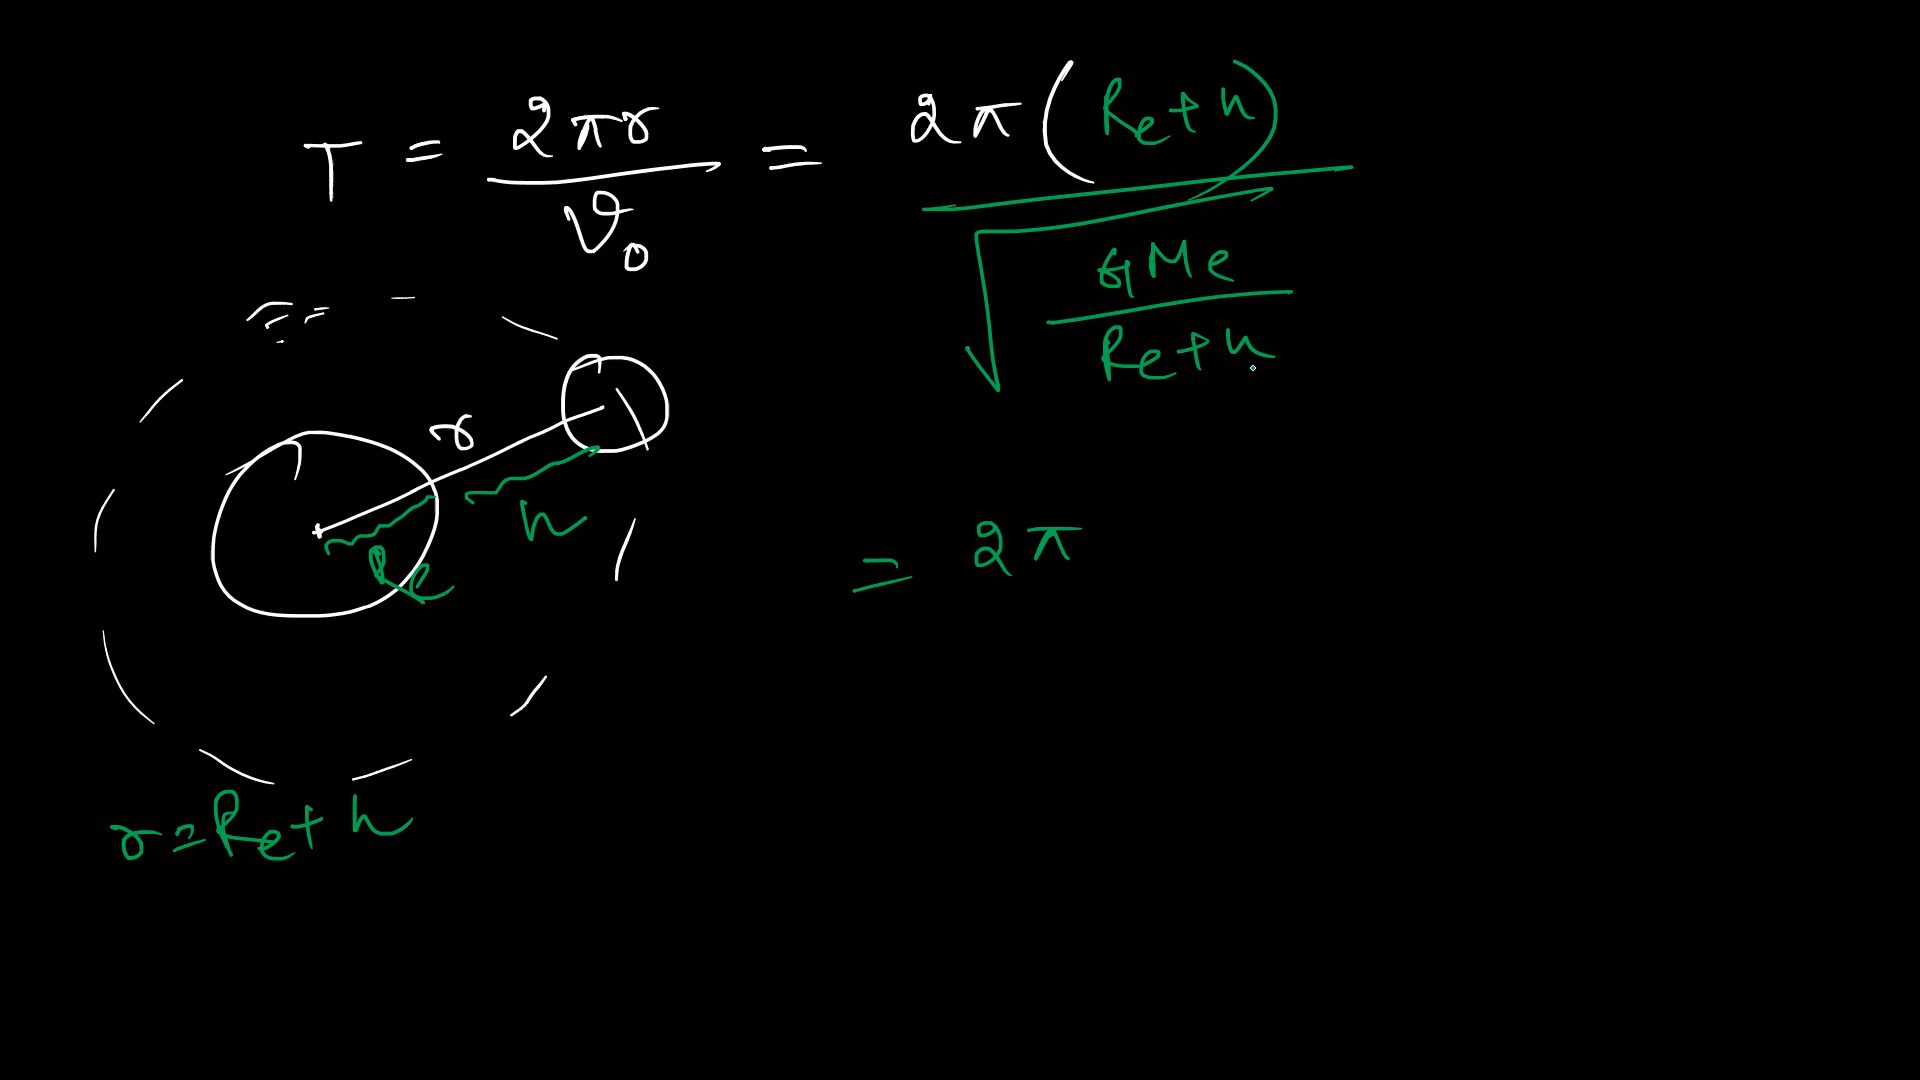 T = 2πr / v₀ = 2π(Re+h) / √(GMe / Re+h)
r
h
Re
= 2π
r = Re + h